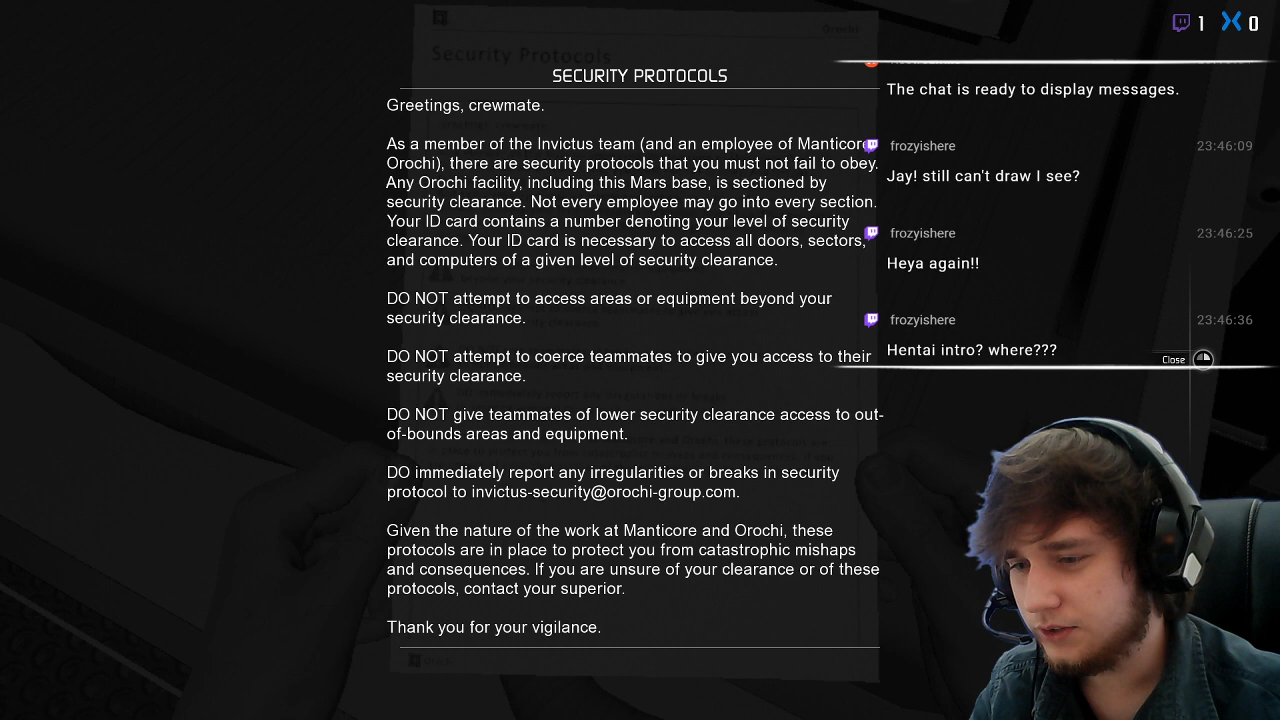 1 0
Orochi
Security Protocols
SECURITY PROTOCOLS
Greetings, crewmate.
As a member of the Invictus team (and an employee of Manticore
Orochi), there are security protocols that you must not fail to obey.
Any Orochi facility, including this Mars base, is sectioned by
security clearance. Not every employee may go into every section.
Your ID card contains a number denoting your level of security
clearance. Your ID card is necessary to access all doors, sectors,
and computers of a given level of security clearance.
DO NOT attempt to access areas or equipment beyond your
security clearance.
DO NOT attempt to coerce teammates to give you access to their
security clearance.
DO NOT give teammates of lower security clearance access to out-
of-bounds areas and equipment.
DO immediately report any irregularities or breaks in security
protocol to invictus-security@orochi-group.com.
Given the nature of the work at Manticore and Orochi, these
protocols are in place to protect you from catastrophic mishaps
and consequences. If you are unsure of your clearance or of these
protocols, contact your superior.
Thank you for your vigilance.
The chat is ready to display messages.
frozyishere 23:46:09
Jay! still can't draw I see?
frozyishere 23:46:25
Heya again!!
frozyishere 23:46:36
Hentai intro? where???
Close